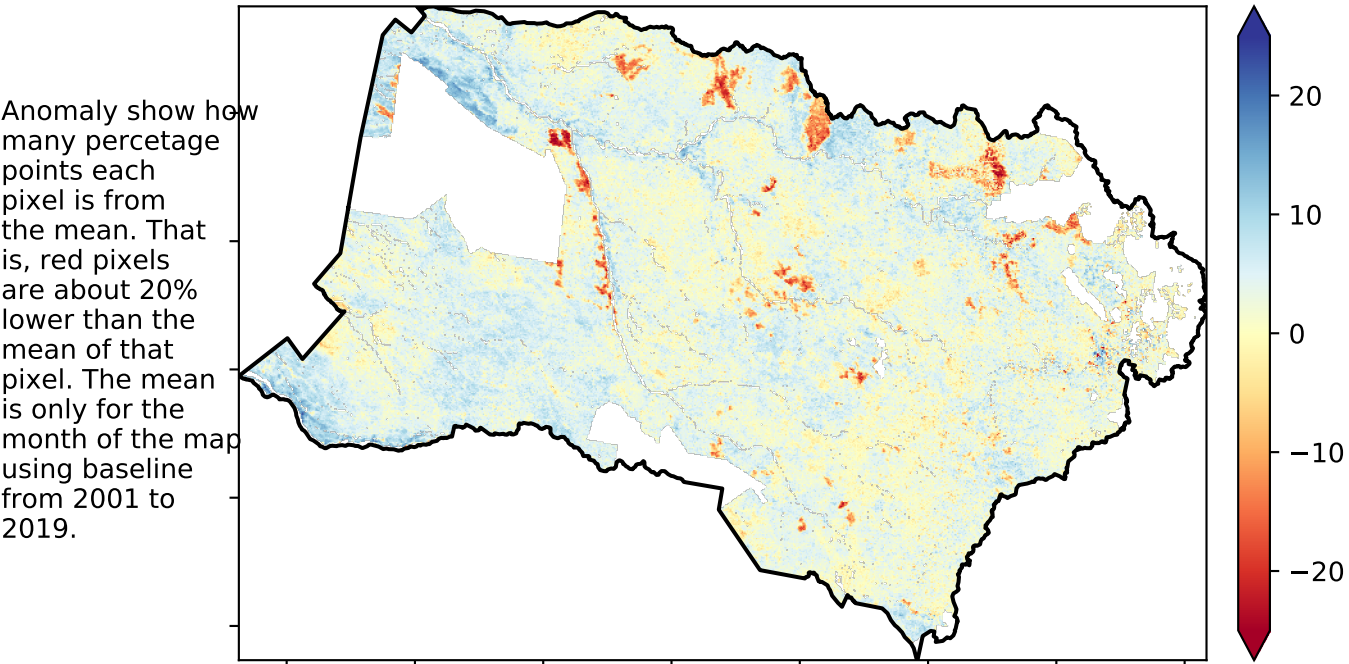 Anomaly show how
many percetage
points each
pixel is from
the mean. That
is, red pixels
are about 20%
lower than the
mean of that
pixel. The mean
is only for the
month of the map
using baseline
from 2001 to
2019.
20
10
0
−10
−20